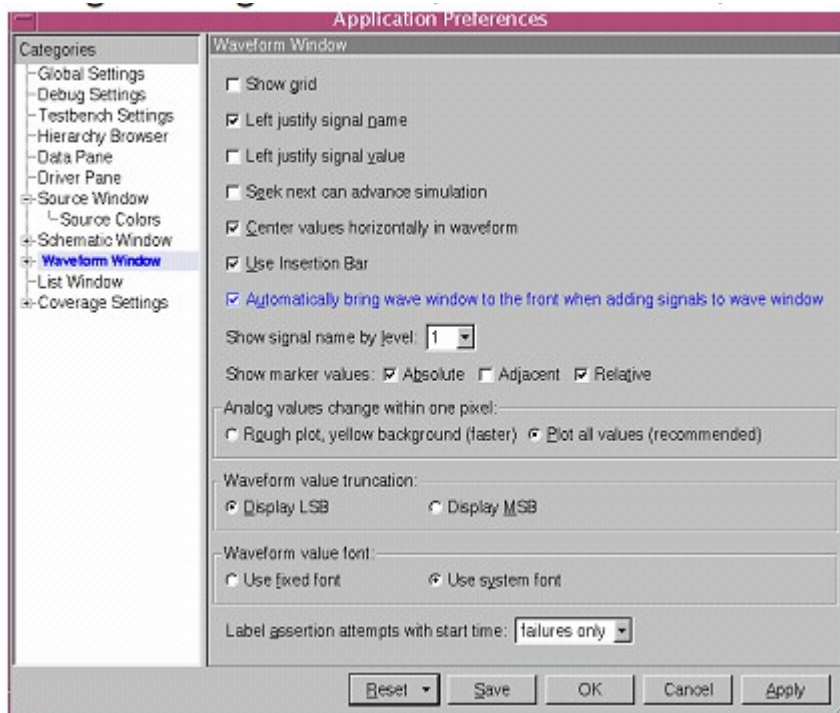 Application Preferences
Categories
Global Settings
Debug Settings
Testbench Settings
Hierarchy Browser
Data Pane
Driver Pane
Source Window
Source Colors
Schematic Window
Waveform Window
List Window
Coverage Settings
Waveform Window
Show grid
Left justify signal name
Left justify signal value
Seek next can advance simulation
Center values horizontally in waveform
Use Insertion Bar
Automatically bring wave window to the front when adding signals to wave window
Show signal name by level: 1
Show marker values: Absolute Adjacent Relative
Analog values change within one pixel:
Rough plot, yellow background (faster) Plot all values (recommended)
Waveform value truncation:
Display LSB Display MSB
Waveform value font:
Use fixed font Use system font
Label assertion attempts with start time: failures only
Reset Save OK Cancel Apply